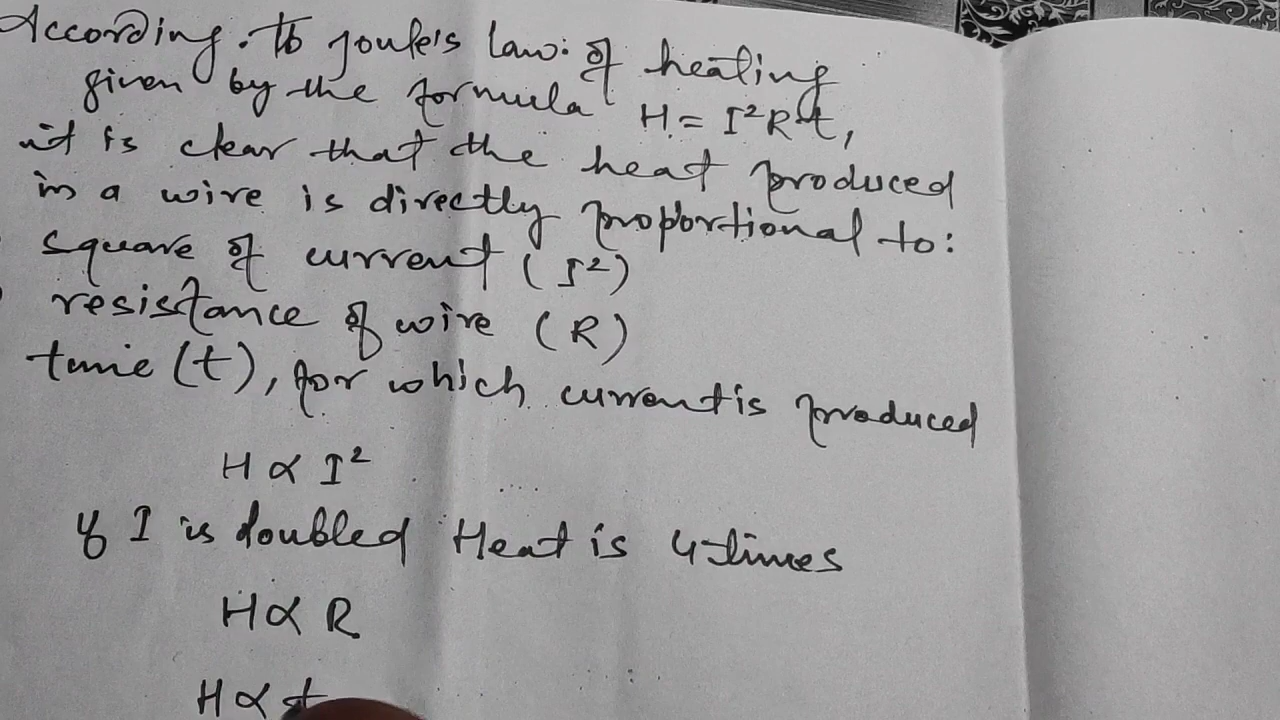 According to joule's law of heating
given by the formula H = I²Rt,
it is clear that the heat produced
in a wire is directly proportional to:
square of current (I²)
resistance of wire (R)
time (t), for which current is produced
H ∝ I²
If I is doubled Heat is 4 times
H ∝ R
H ∝ t